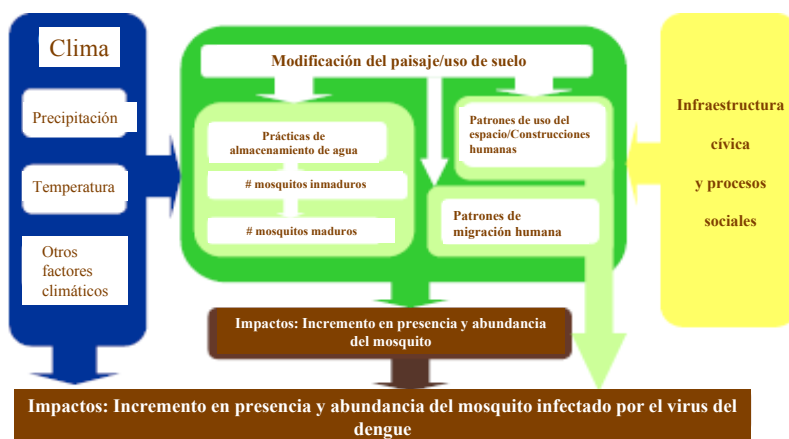 Clima
Precipitación
Temperatura
Otros
factores
climáticos
Modificación del paisaje/uso de suelo
Prácticas de
almacenamiento de agua
# mosquitos inmaduros
# mosquitos maduros
Patrones de uso del
espacio/Construcciones
humanas
Patrones de
migración humana
Infraestructura
cívica
y procesos
sociales
Impactos: Incremento en presencia y abundancia
del mosquito
Impactos: Incremento en presencia y abundancia del mosquito infectado por el virus del
dengue